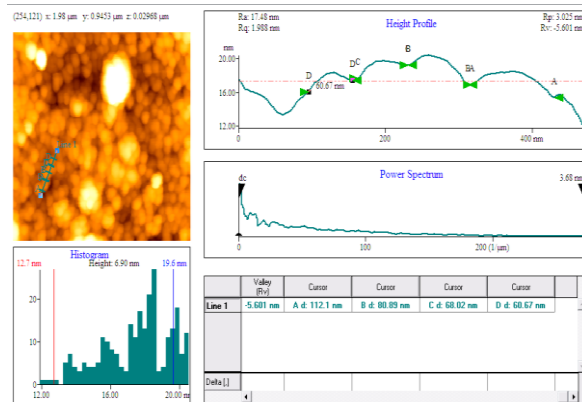 (254,121) x: 1.98 µm y: 0.9453 µm z: 0.02968 µm
Ra: 17.48 nm
Rq: 1.988 nm
Height Profile
Rp: 3.025 nm
Rv: -5.601 nm
nm
20.00
16.00
12.00
D
60.67 nm
DC
B
BA
A
0
200
400
nm
Power Spectrum
dc
3.68 nm
0
100
200 (1/µm)
Histogram
12.7 nm
Height: 6.90 nm
19.6 nm
20
10
0
12.00
16.00
20.00 nm
Valley (Rv) Cursor Cursor Cursor Cursor
Line 1 -5.601 nm A d: 112.1 nm B d: 80.89 nm C d: 68.02 nm D d: 60.67 nm
Delta [.]